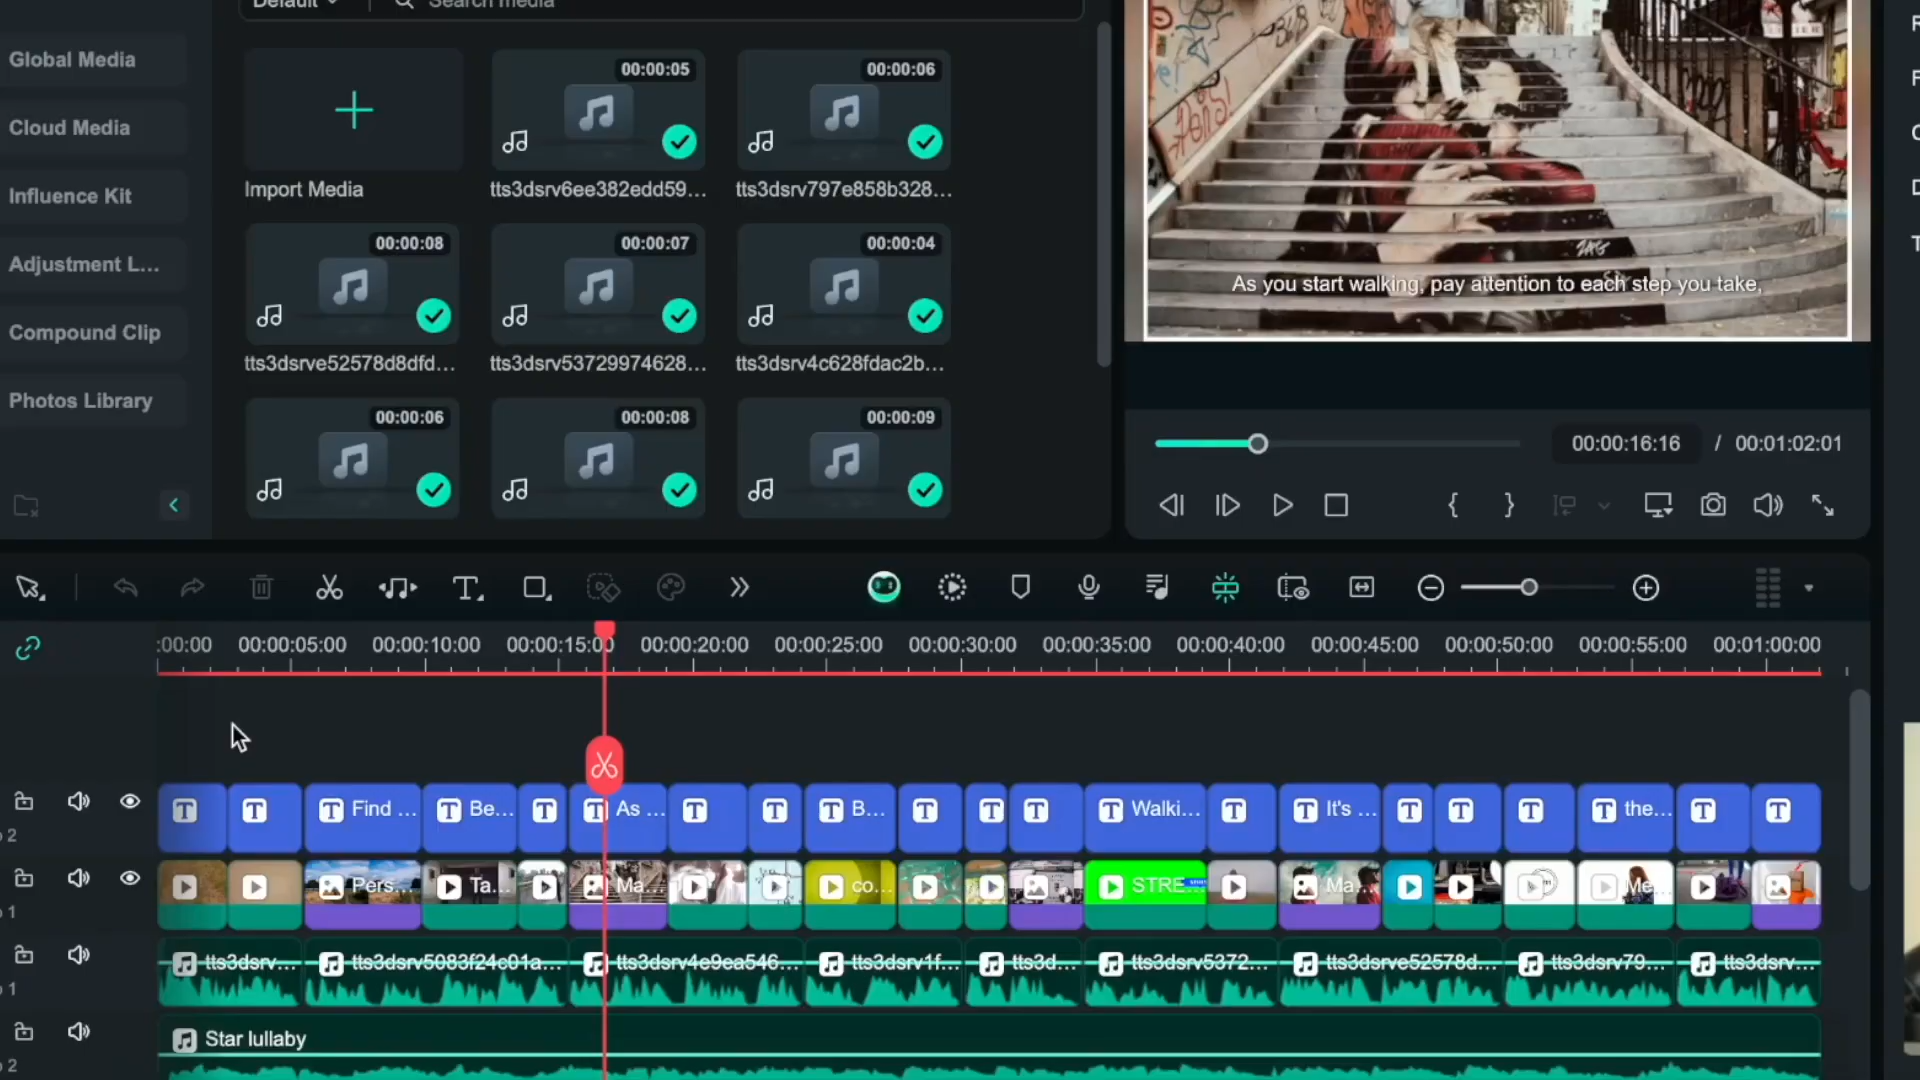 Default
Search media
Global Media
Cloud Media
Influence Kit
Adjustment L...
Compound Clip
Photos Library
Import Media
00:00:05
tts3dsrv6ee382edd59...
00:00:06
tts3dsrv797e858b328...
00:00:08
tts3dsrve52578d8dfd...
00:00:07
tts3dsrv53729974628...
00:00:04
tts3dsrv4c628fdac2b...
00:00:06
00:00:08
00:00:09
ZAG
As you start walking, pay attention to each step you take,
00:00:16:16 / 00:01:02:01
:00:00 00:00:05:00 00:00:10:00 00:00:15:00 00:00:20:00 00:00:25:00 00:00:30:00 00:00:35:00 00:00:40:00 00:00:45:00 00:00:50:00 00:00:55:00 00:01:00:00
2
Find ... Be... As ... B... Walki... It's ... the...
1
Pers... Ta... Ma... co... STRE... Ma... Me...
1
tts3dsrv... tts3dsrv5083f24c01a... tts3dsrv4e9ea546... tts3dsrv1f... tts3d... tts3dsrv5372... tts3dsrve52578d... tts3dsrv79... tts3dsrv...
2
Star lullaby